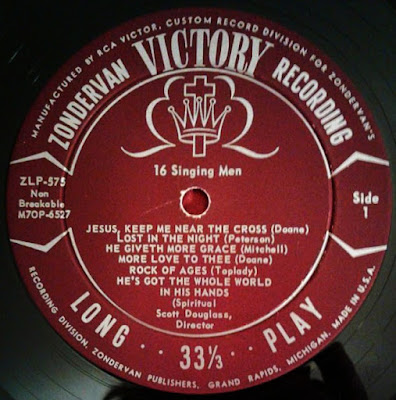 MANUFACTURED BY RCA VICTOR, CUSTOM RECORD DIVISION FOR ZONDERVAN'S
ZONDERVAN VICTORY RECORDING
16 Singing Men
ZLP-575
Non
Breakable
M7OP-6527
Side
1
JESUS, KEEP ME NEAR THE CROSS (Doane)
LOST IN THE NIGHT (Peterson)
HE GIVETH MORE GRACE (Mitchell)
MORE LOVE TO THEE (Doane)
ROCK OF AGES (Toplady)
HE'S GOT THE WHOLE WORLD
IN HIS HANDS
(Spiritual)
Scott Douglass,
Director
LONG · · 33⅓ · · PLAY
RECORDING DIVISION, ZONDERVAN PUBLISHERS, GRAND RAPIDS, MICHIGAN. MADE IN U.S.A.